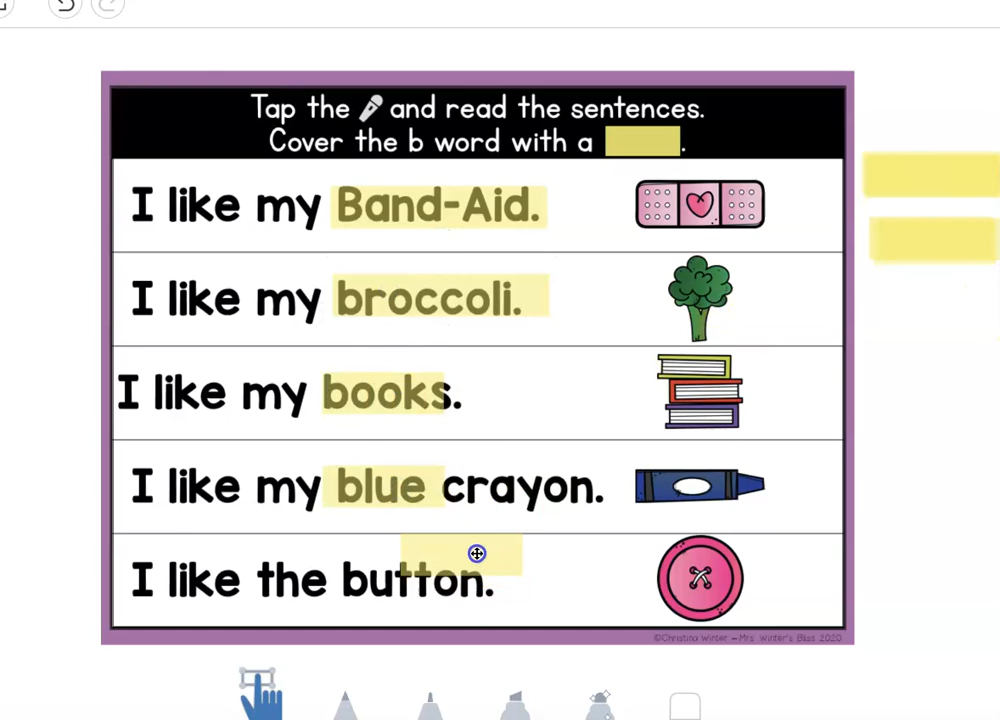 Tap the and read the sentences.
Cover the b word with a .
I like my Band-Aid.
I like my broccoli.
I like my books.
I like my blue crayon.
I like the button.
©Christina Winter – Mrs. Winter's Bliss 2020